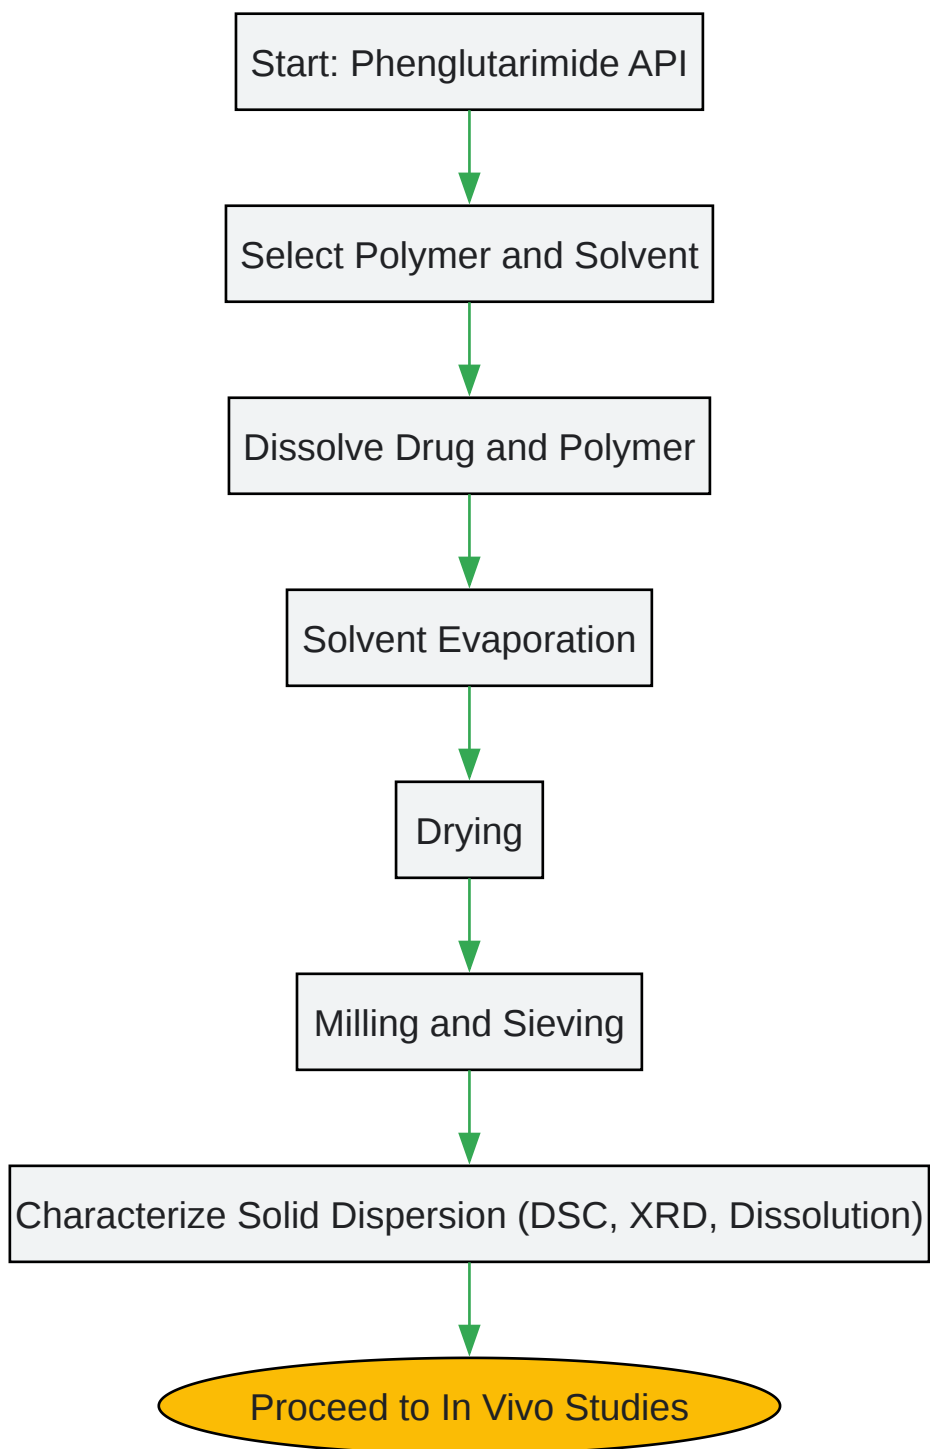 Start: Phenglutarimide API
Select Polymer and Solvent
Dissolve Drug and Polymer
Solvent Evaporation
Drying
Milling and Sieving
Characterize Solid Dispersion (DSC, XRD, Dissolution)
Proceed to In Vivo Studies